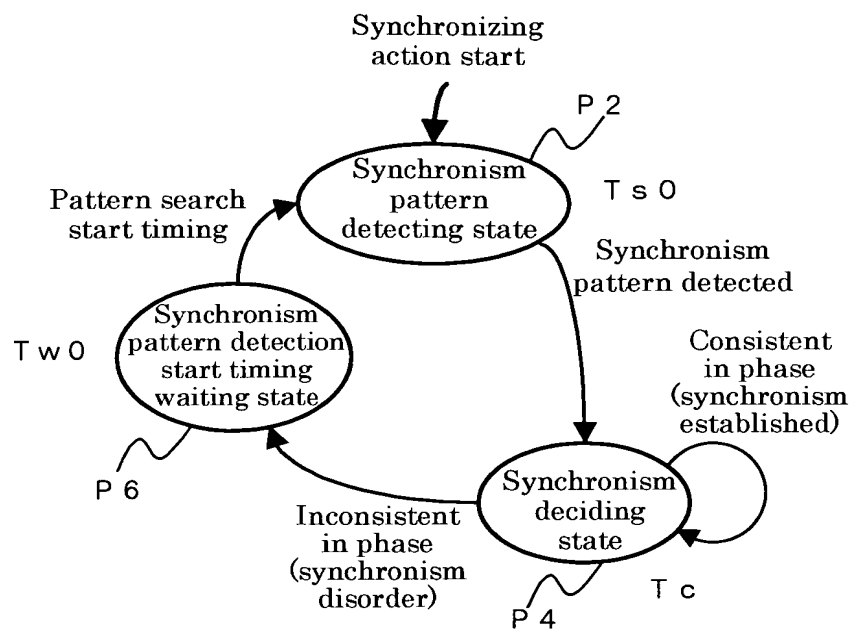 Synchronizing
action start
P 2
Synchronism
pattern
detecting state
T s 0
Pattern search
start timing
Synchronism
pattern detected
Synchronism
pattern detection
start timing
waiting state
T w 0
P 6
Consistent
in phase
(synchronism
established)
Synchronism
deciding
state
Inconsistent
in phase
(synchronism
disorder)
P 4
T c